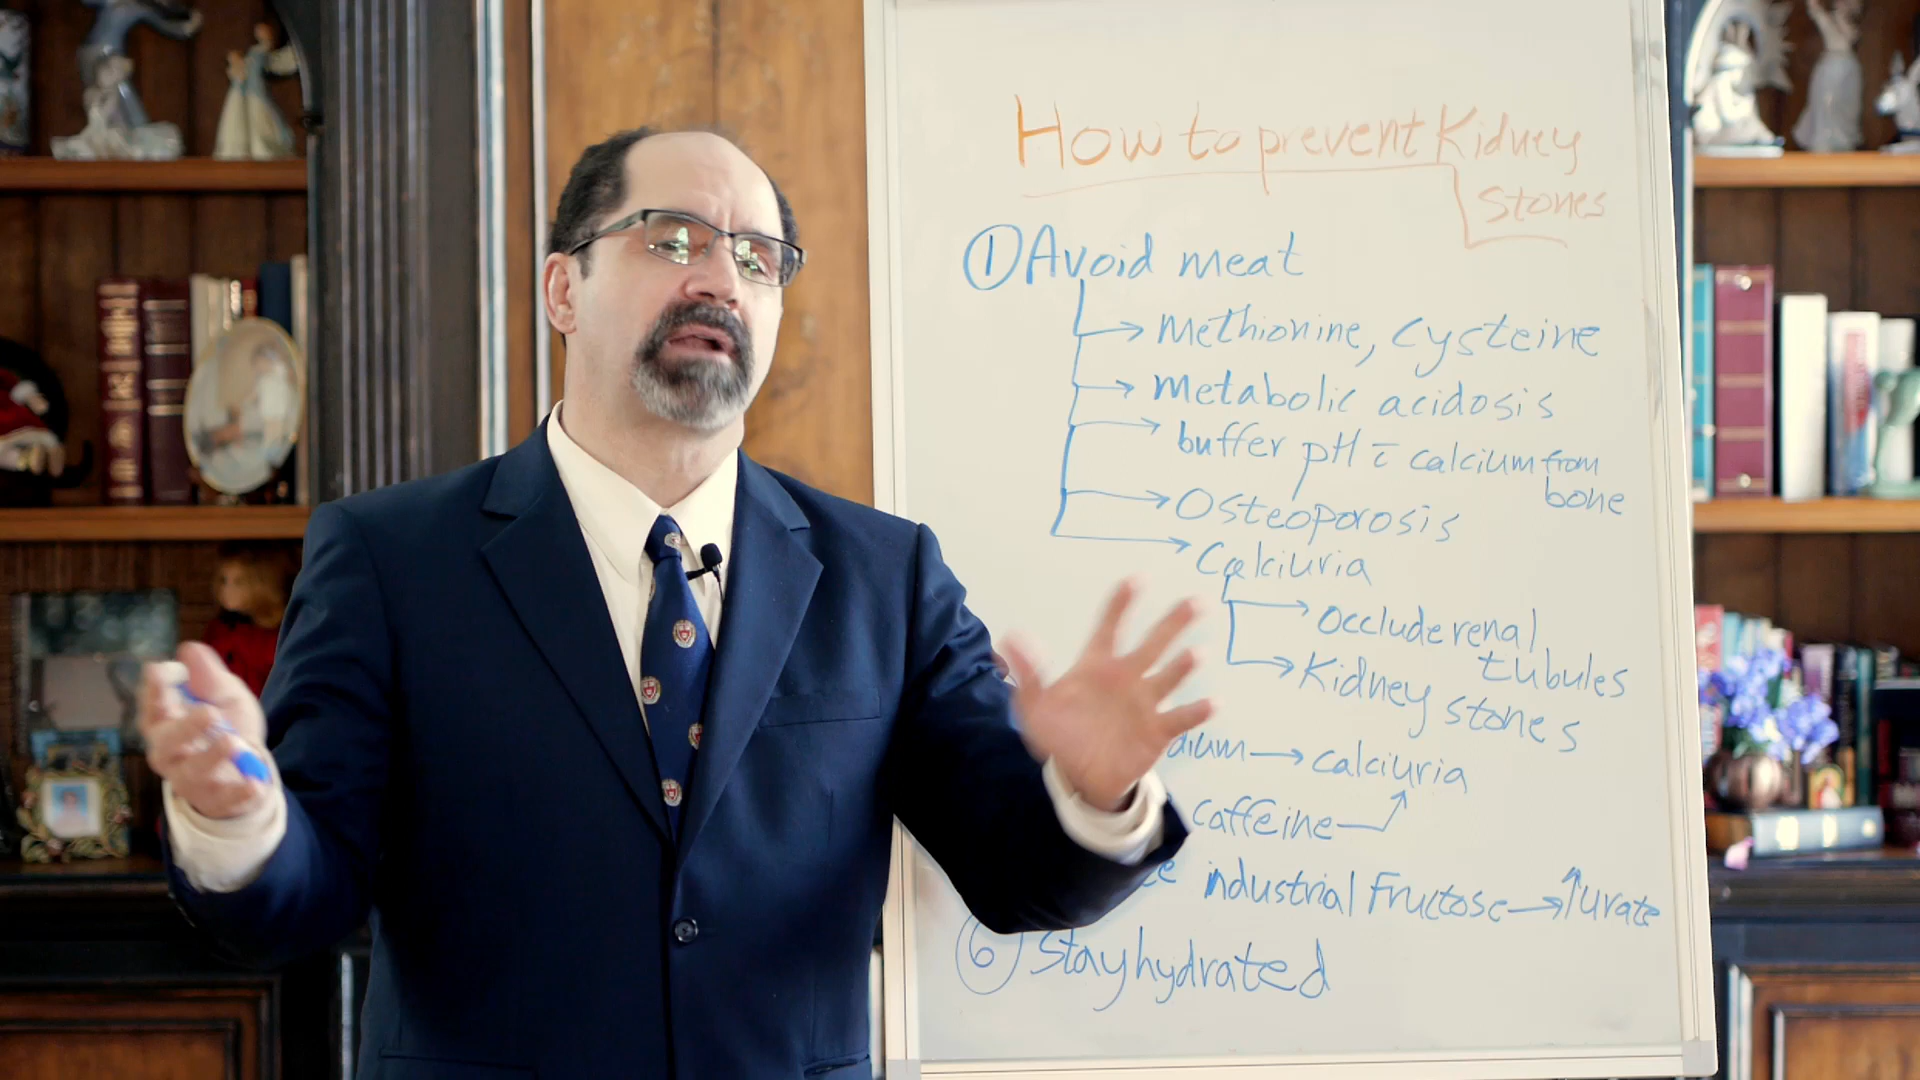 How to prevent Kidney
Stones
① Avoid meat
→ Methionine, Cysteine
→ Metabolic acidosis
→ buffer pH c̄ calcium from
bone
→ Osteoporosis
→ Calciuria
→ Occlude renal
tubules
→ Kidney stones
dium → calciuria
caffeine
ce industrial Fructose → ↑urate
⑥ Stay hydrated